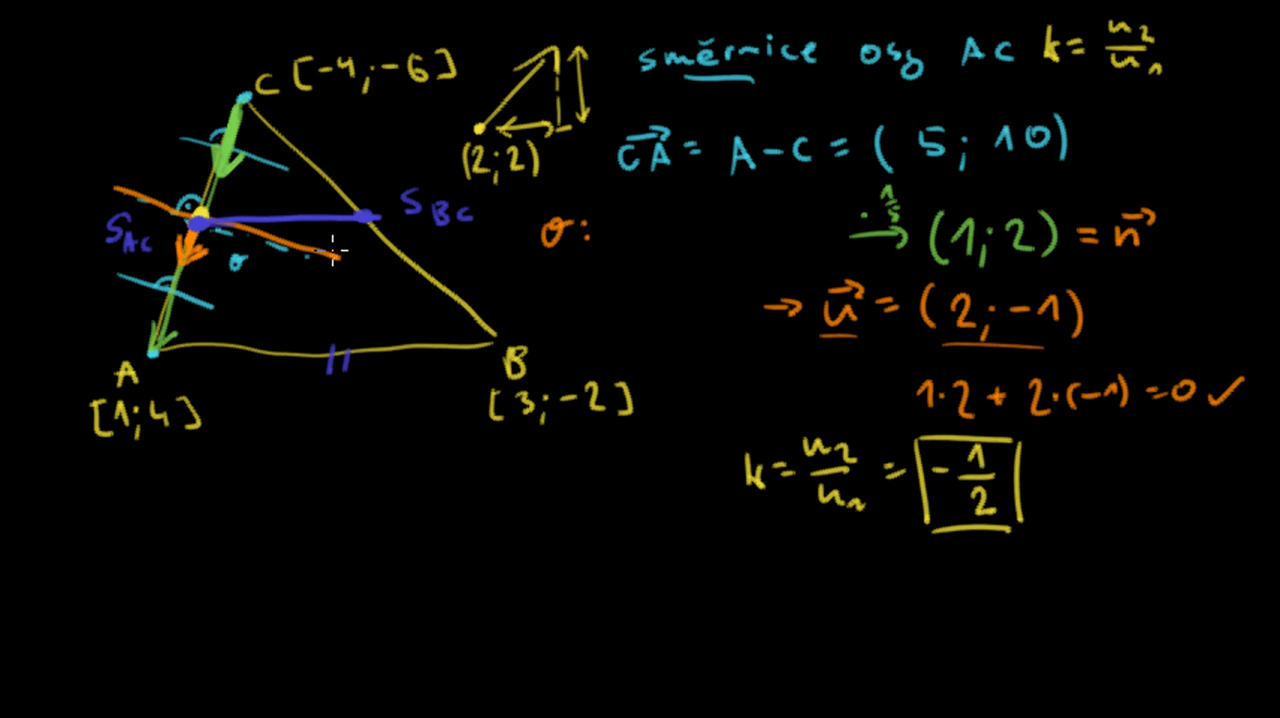 směrnice osy AC k = u₂/u₁
C [-4; -6]
(2; 2)
CA = A - C = (5; 10)
S_BC
S_AC
σ
σ:
· 1/5
→ (1; 2) = n
→ u = (2; -1)
A
[1; 4]
B
[3; -2]
1·2 + 2·(-1) = 0 ✓
k = u₂/u₁ = -1/2